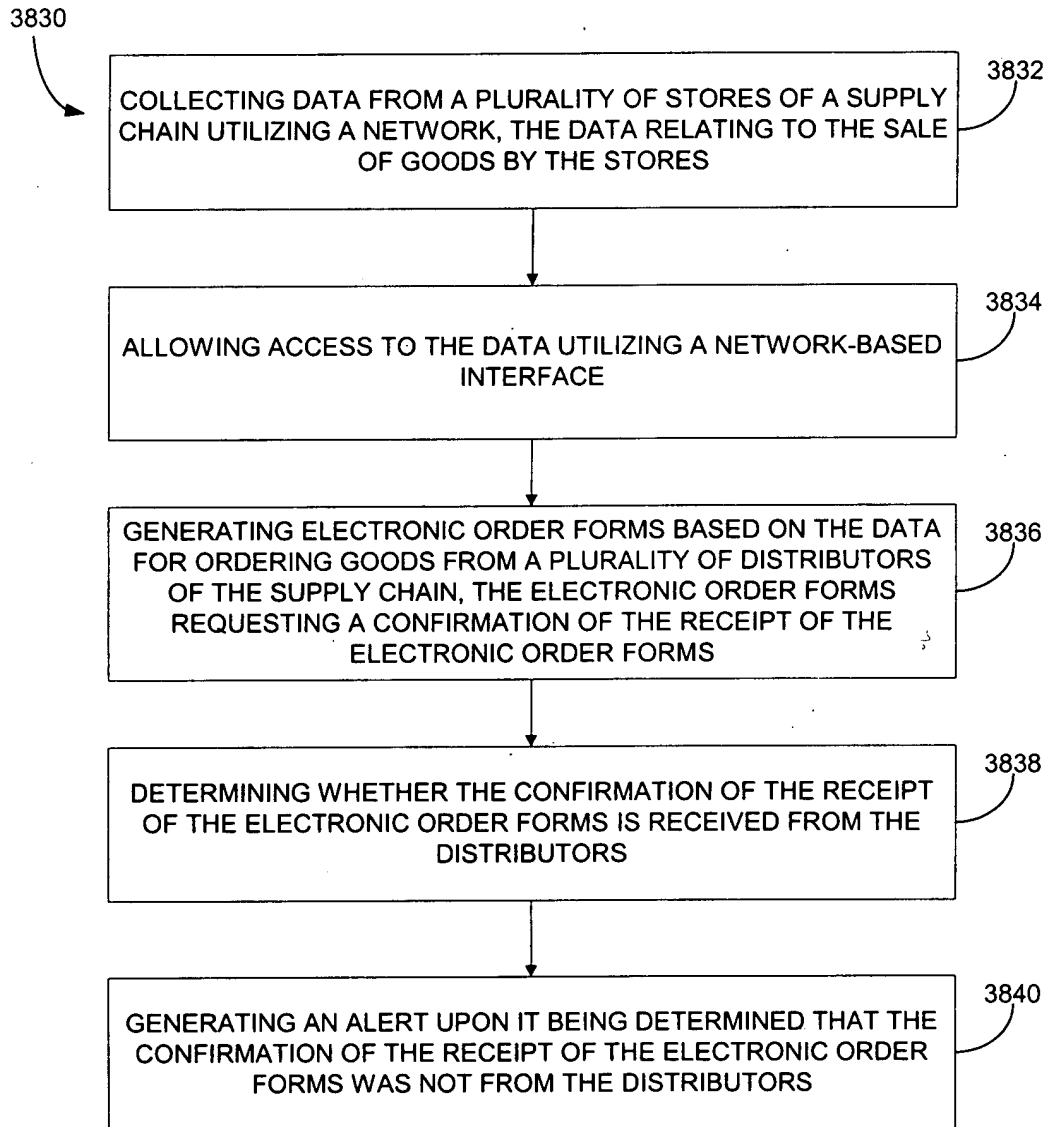 3830
3832
COLLECTING DATA FROM A PLURALITY OF STORES OF A SUPPLY
CHAIN UTILIZING A NETWORK, THE DATA RELATING TO THE SALE
OF GOODS BY THE STORES
3834
ALLOWING ACCESS TO THE DATA UTILIZING A NETWORK-BASED
INTERFACE
3836
GENERATING ELECTRONIC ORDER FORMS BASED ON THE DATA
FOR ORDERING GOODS FROM A PLURALITY OF DISTRIBUTORS
OF THE SUPPLY CHAIN, THE ELECTRONIC ORDER FORMS
REQUESTING A CONFIRMATION OF THE RECEIPT OF THE
ELECTRONIC ORDER FORMS
3838
DETERMINING WHETHER THE CONFIRMATION OF THE RECEIPT
OF THE ELECTRONIC ORDER FORMS IS RECEIVED FROM THE
DISTRIBUTORS
3840
GENERATING AN ALERT UPON IT BEING DETERMINED THAT THE
CONFIRMATION OF THE RECEIPT OF THE ELECTRONIC ORDER
FORMS WAS NOT FROM THE DISTRIBUTORS